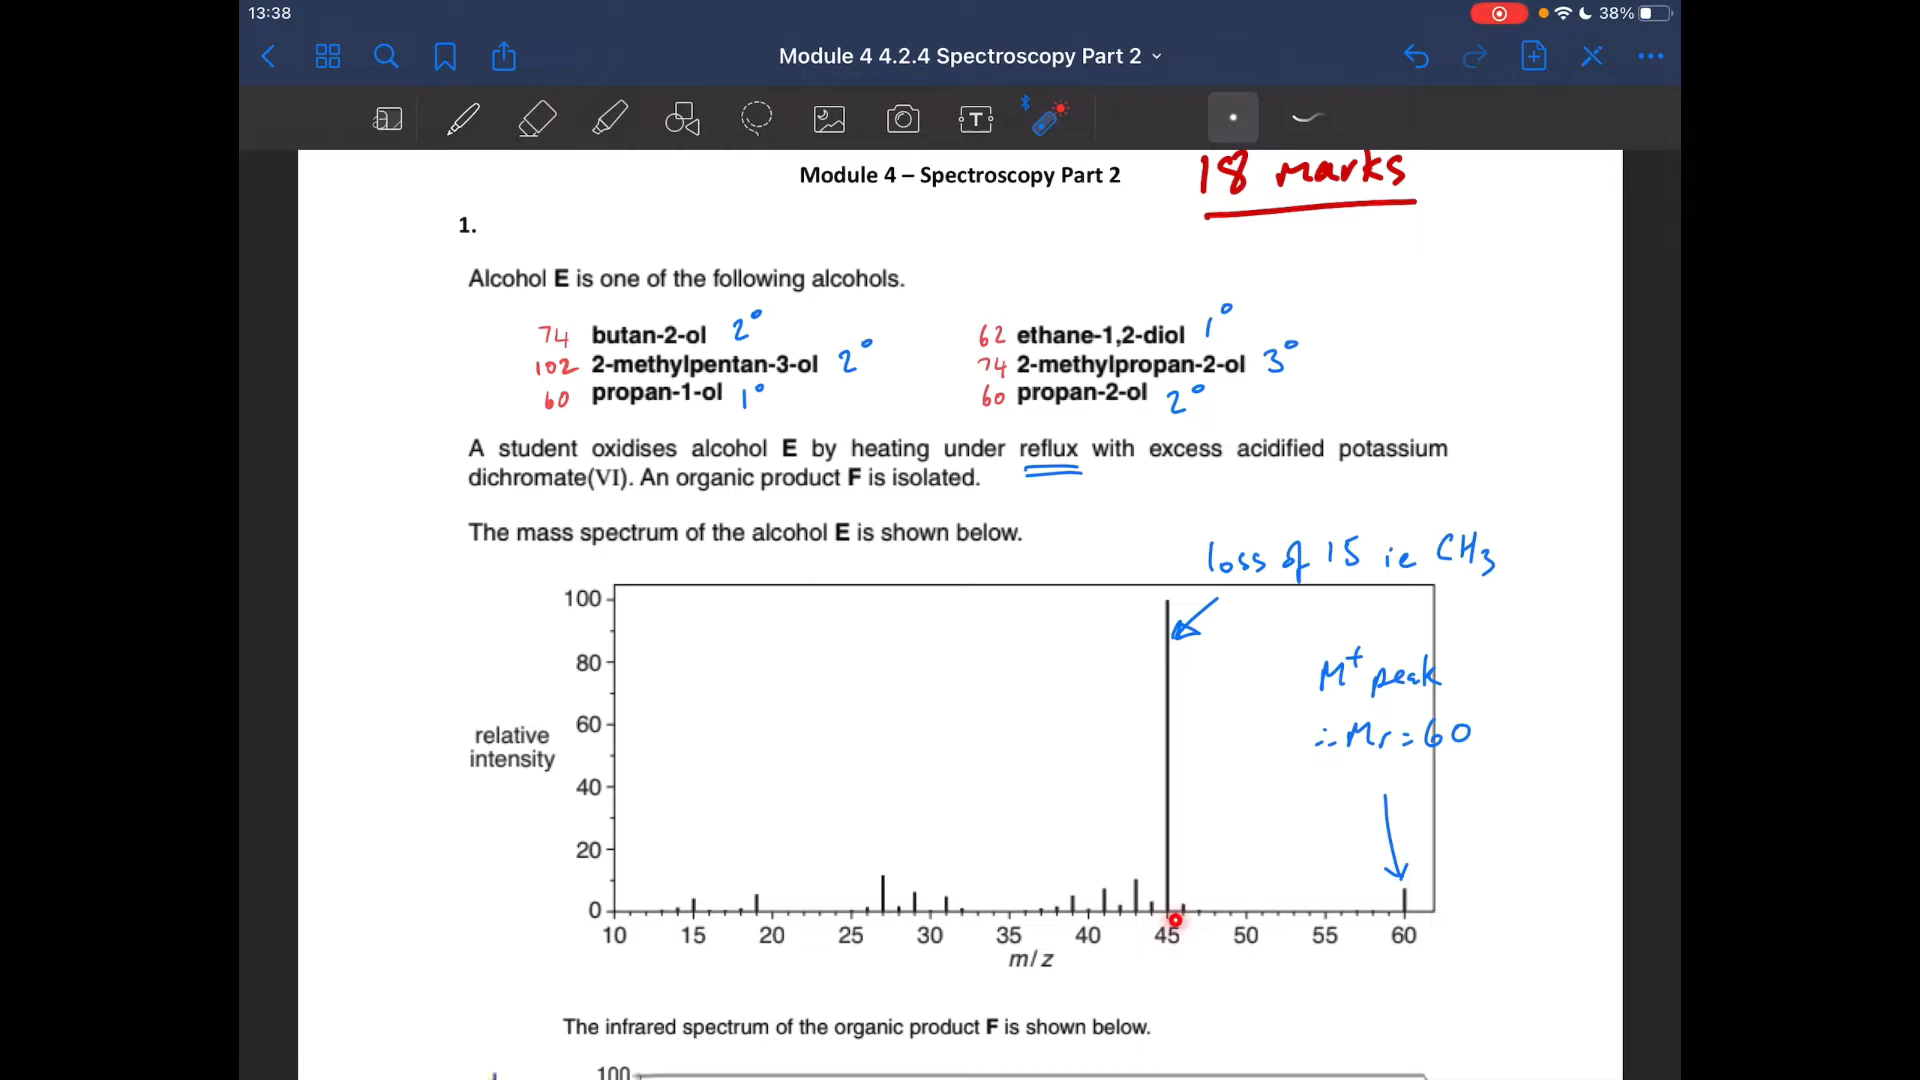 13:38
38%
Module 4 4.2.4 Spectroscopy Part 2
T
Module 4 – Spectroscopy Part 2
18 marks
1.
Alcohol E is one of the following alcohols.
74 butan-2-ol 2° 62 ethane-1,2-diol 1°
102 2-methylpentan-3-ol 2° 74 2-methylpropan-2-ol 3°
60 propan-1-ol 1° 60 propan-2-ol 2°
A student oxidises alcohol E by heating under reflux with excess acidified potassium
dichromate(VI). An organic product F is isolated.
The mass spectrum of the alcohol E is shown below.
loss of 15 ie CH3
100
80
60
40
20
0
relative
intensity
M+ peak
∴ Mr = 60
10 15 20 25 30 35 40 45 50 55 60
m/z
The infrared spectrum of the organic product F is shown below.
100